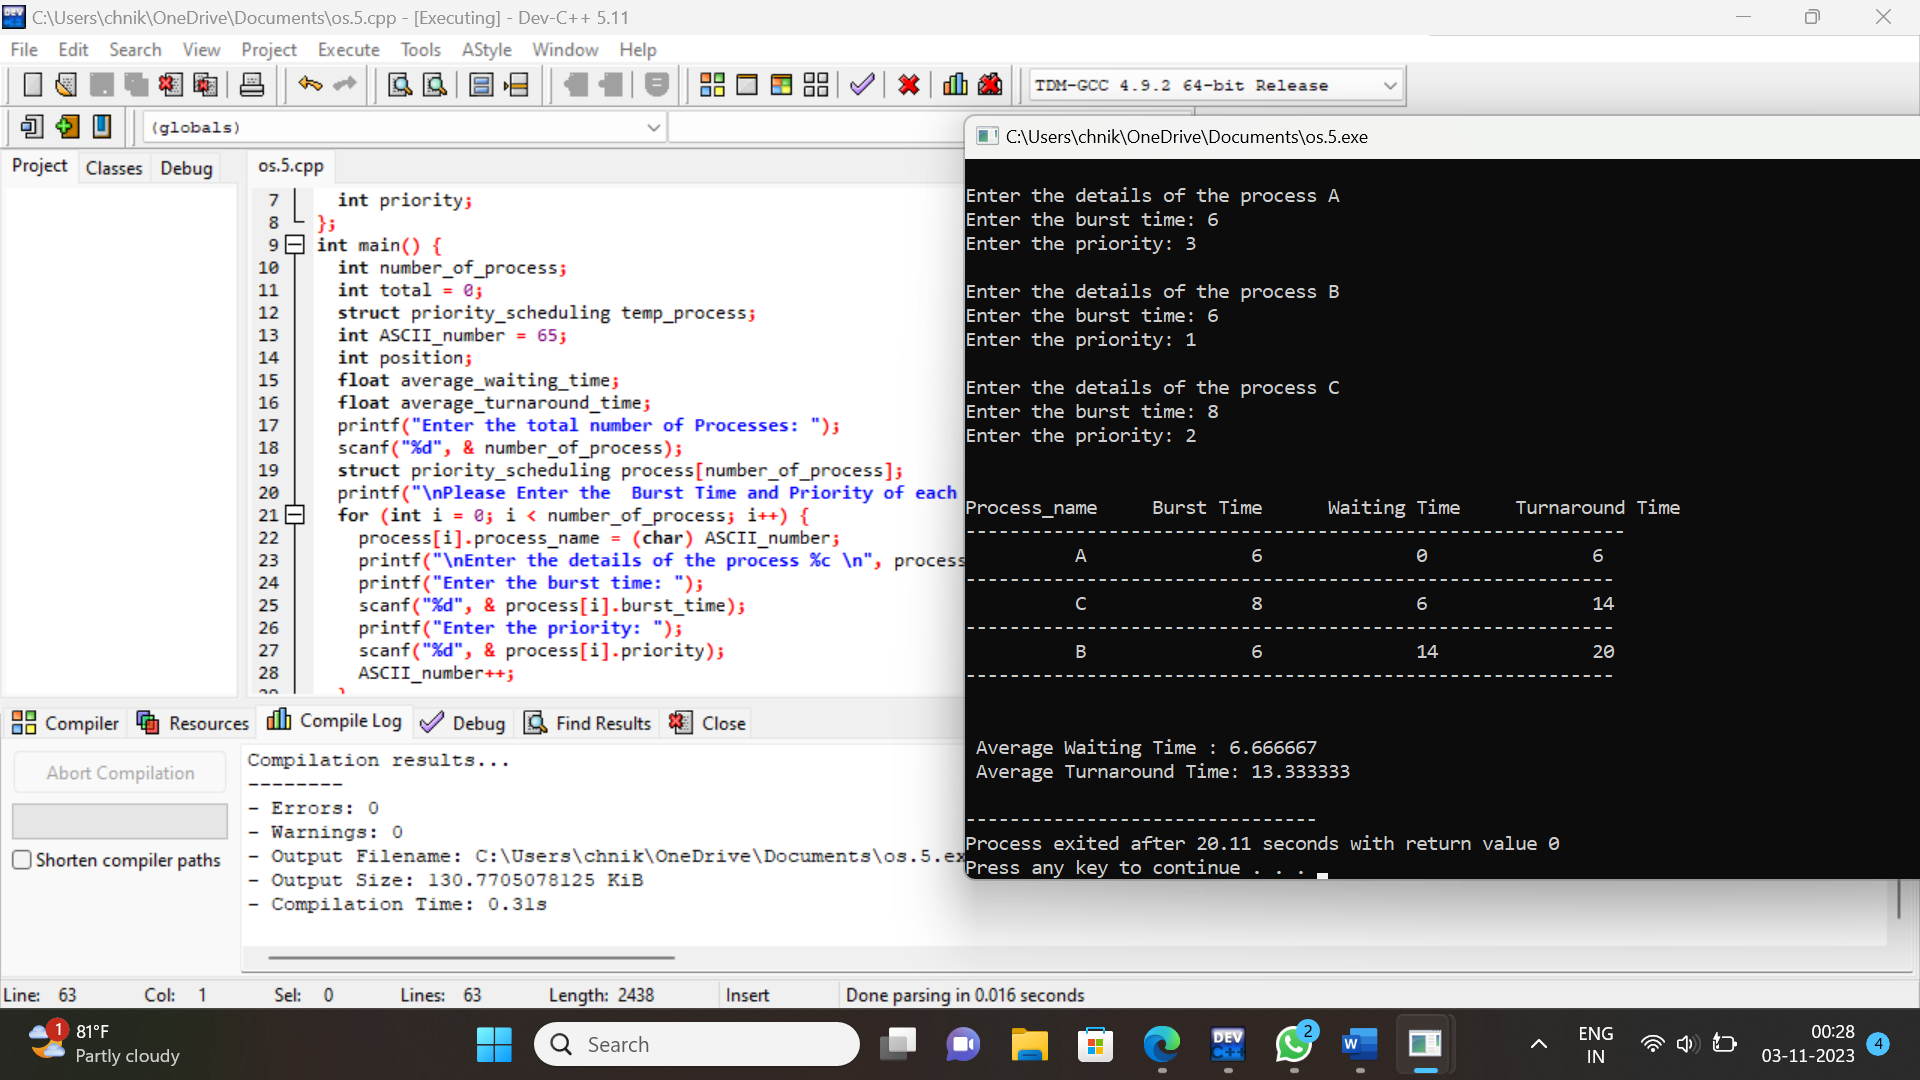 C:\Users\chnik\OneDrive\Documents\os.5.cpp - [Executing] - Dev-C++ 5.11
File Edit Search View Project Execute Tools AStyle Window Help
TDM-GCC 4.9.2 64-bit Release
(globals)
Project Classes Debug
os.5.cpp
7 int priority;
8 };
9 int main() {
10 int number_of_process;
11 int total = 0;
12 struct priority_scheduling temp_process;
13 int ASCII_number = 65;
14 int position;
15 float average_waiting_time;
16 float average_turnaround_time;
17 printf("Enter the total number of Processes: ");
18 scanf("%d", & number_of_process);
19 struct priority_scheduling process[number_of_process];
20 printf("\nPlease Enter the  Burst Time and Priority of each
21 for (int i = 0; i < number_of_process; i++) {
22 process[i].process_name = (char) ASCII_number;
23 printf("\nEnter the details of the process %c \n", process
24 printf("Enter the burst time: ");
25 scanf("%d", & process[i].burst_time);
26 printf("Enter the priority: ");
27 scanf("%d", & process[i].priority);
28 ASCII_number++;
29 }
Compiler Resources Compile Log Debug Find Results Close
Abort Compilation
Shorten compiler paths
Compilation results...
--------
- Errors: 0
- Warnings: 0
- Output Filename: C:\Users\chnik\OneDrive\Documents\os.5.ex
- Output Size: 130.7705078125 KiB
- Compilation Time: 0.31s
Line: 63 Col: 1 Sel: 0 Lines: 63 Length: 2438 Insert Done parsing in 0.016 seconds
C:\Users\chnik\OneDrive\Documents\os.5.exe
Enter the details of the process A
Enter the burst time: 6
Enter the priority: 3
Enter the details of the process B
Enter the burst time: 6
Enter the priority: 1
Enter the details of the process C
Enter the burst time: 8
Enter the priority: 2
Process_name Burst Time Waiting Time Turnaround Time
------------------------------------------------------------
A 6 0 6
-----------------------------------------------------------
C 8 6 14
-----------------------------------------------------------
B 6 14 20
-----------------------------------------------------------
Average Waiting Time : 6.666667
Average Turnaround Time: 13.333333
--------------------------------
Process exited after 20.11 seconds with return value 0
Press any key to continue . . .
1
81°F
Partly cloudy
Search
DEV C++
2
W
ENG
IN
00:28
03-11-2023
4